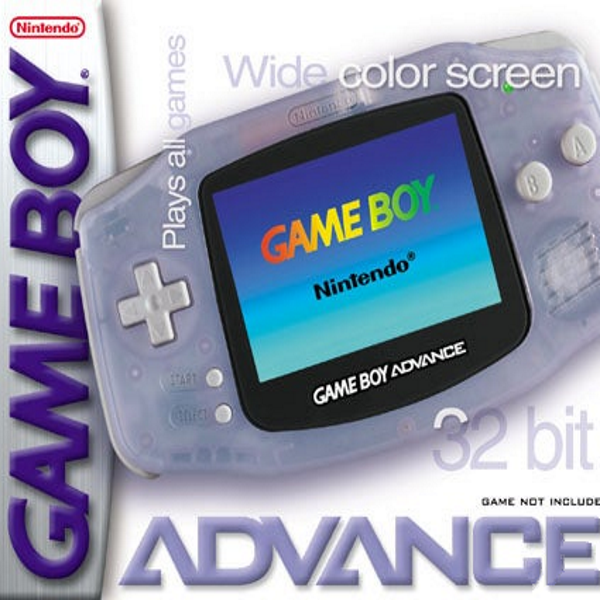 Nintendo®
GAME BOY®
Plays all games
Wide color screen
Nintendo
A
B
GAME BOY
Nintendo®
START
SELECT
GAME BOY ADVANCE
32 bit
GAME NOT INCLUDE
ADVANCE